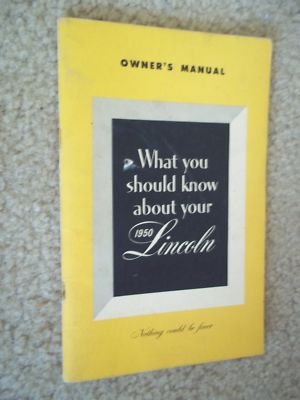 OWNER'S MANUAL
What you
should know
about your
1950 Lincoln
Nothing could be finer